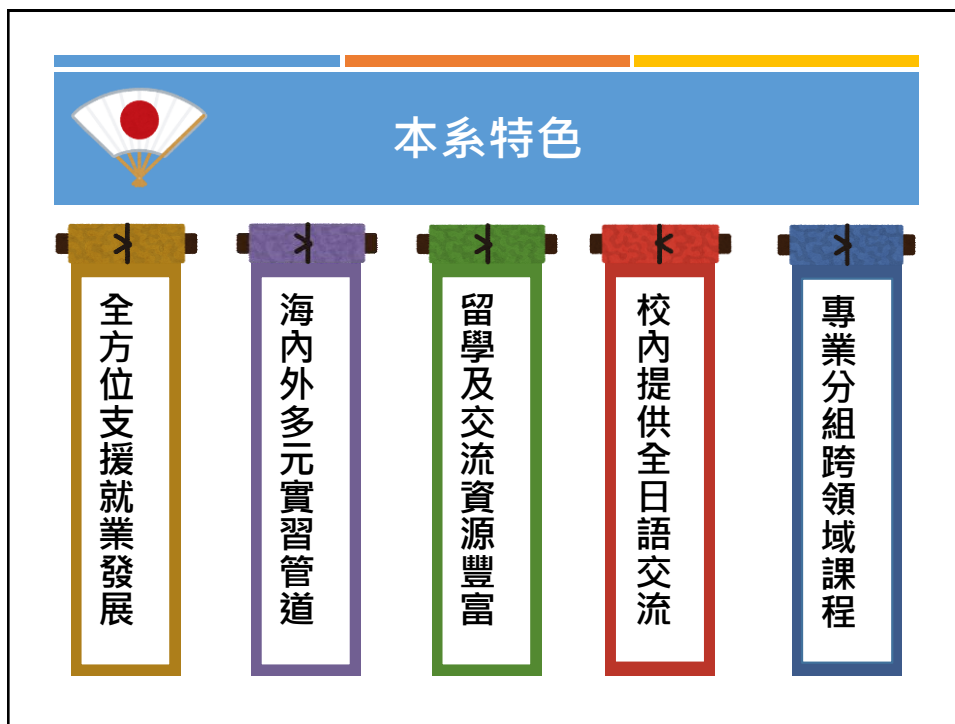 本系特色
專業分組跨領域課程
校內提供全日語交流
留學及交流資源豐富
海內外多元實習管道
全方位支援就業發展